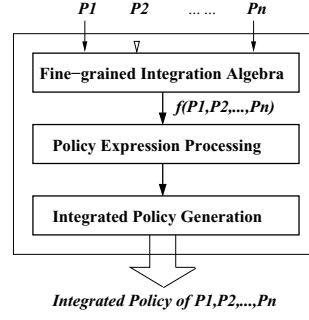 P1 P2 ... ... Pn
Fine-grained Integration Algebra
f(P1,P2,...,Pn)
Policy Expression Processing
Integrated Policy Generation
Integrated Policy of P1,P2,...,Pn